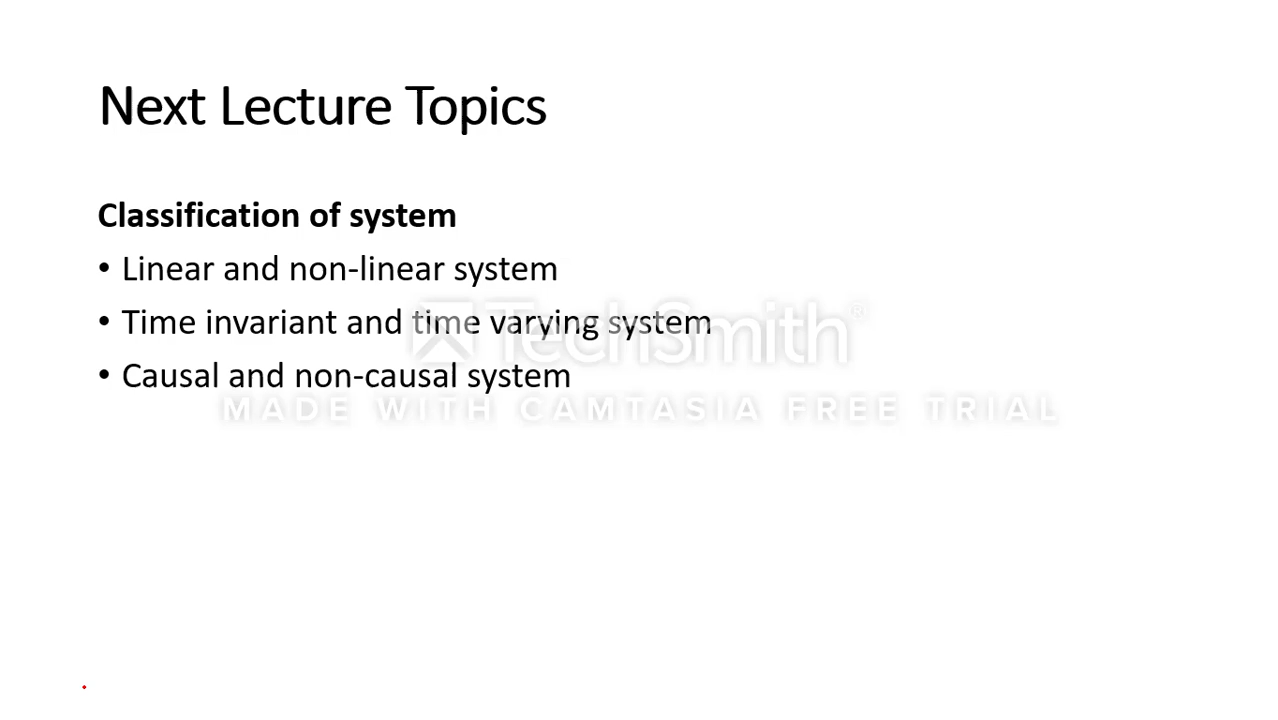 Next Lecture Topics
Classification of system
• Linear and non-linear system
• Time invariant and time varying system
• Causal and non-causal system
TechSmith®
MADE WITH CAMTASIA FREE TRIAL